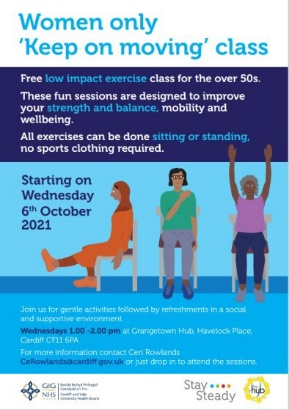 Women only
'Keep on moving' class
Free low impact exercise class for the over 50s.
These fun sessions are designed to improve
your strength and balance, mobility and
wellbeing.
All exercises can be done sitting or standing,
no sports clothing required.
Starting on
Wednesday
6th October
2021
Join us for gentle activities followed by refreshments in a social
and supportive environment
Wednesdays 1.00 -2.00 pm at Grangetown Hub, Havelock Place,
Cardiff CF11 6PA
For more information contact Ceri Rowlands
CeRowlands@cardiff.gov.uk or just drop in to attend the sessions.
GIG
NHS
Bwrdd Iechyd Prifysgol
Caerdydd a'r Fro
Cardiff and Vale
University Health Board
Stay
Steady
hub